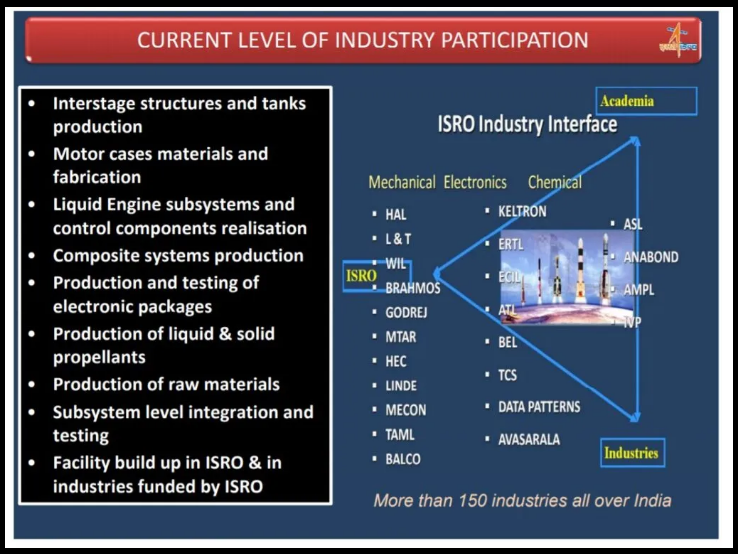 CURRENT LEVEL OF INDUSTRY PARTICIPATION
• Interstage structures and tanks
production
• Motor cases materials and
fabrication
• Liquid Engine subsystems and
control components realisation
• Composite systems production
• Production and testing of
electronic packages
• Production of liquid & solid
propellants
• Production of raw materials
• Subsystem level integration and
testing
• Facility build up in ISRO & in
industries funded by ISRO
Academia
ISRO Industry Interface
Mechanical Electronics Chemical
▪ HAL
▪ L & T
▪ WIL
▪ BRAHMOS
▪ GODREJ
▪ MTAR
▪ HEC
▪ LINDE
▪ MECON
▪ TAML
▪ BALCO
▪ KELTRON
▪ ERTL
▪ ECIL
▪ ATL
▪ BEL
▪ TCS
▪ DATA PATTERNS
▪ AVASARALA
▪ ASL
▪ ANABOND
▪ AMPL
▪ IVP
ISRO
Industries
More than 150 industries all over India